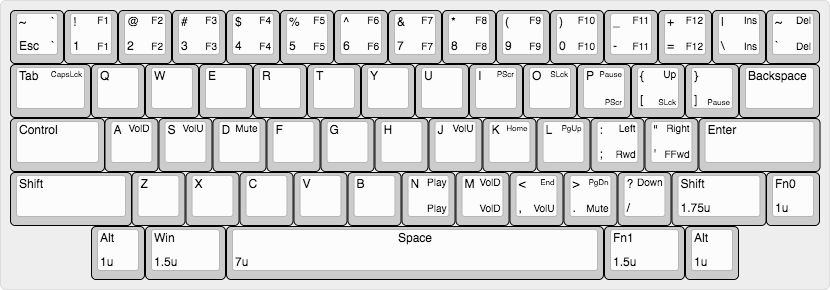 ~ ` ! F1 @ F2 # F3 $ F4 % F5 ^ F6 & F7 * F8 ( F9 ) F10 _ F11 + F12 | Ins ~ Del
Esc ` 1 F1 2 F2 3 F3 4 F4 5 F5 6 F6 7 F7 8 F8 9 F9 0 F10 - F11 = F12 \ Ins ` Del
Tab CapsLck Q W E R T Y U I PScr O SLck P Pause { Up } Backspace
PScr [ SLck ] Pause
Control A VolD S VolU D Mute F G H J VolU K Home L PgUp : Left " Right Enter
; Rwd ' FFwd
Shift Z X C V B N Play M VolD < End > PgDn ? Down Shift Fn0
Play VolD , VolU . Mute / 1.75u 1u
Alt Win Space Fn1 Alt
1u 1.5u 7u 1.5u 1u